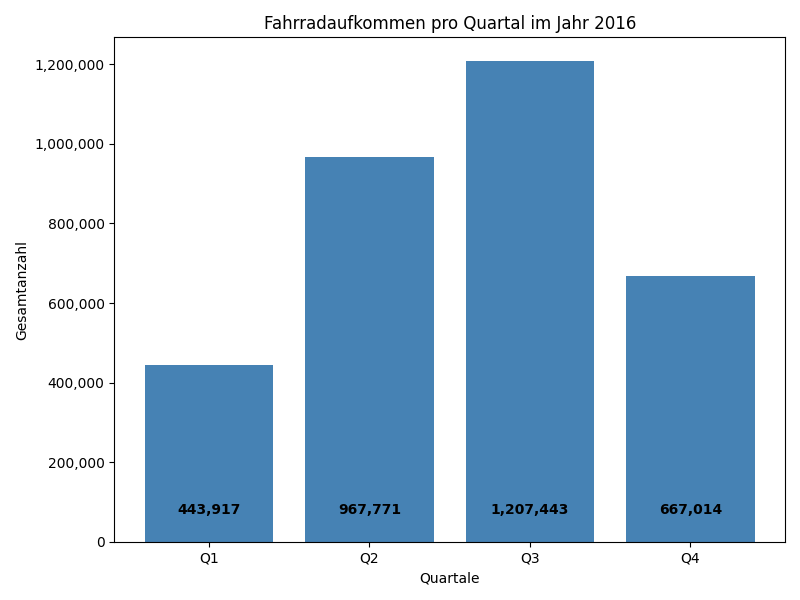 Fahrradaufkommen pro Quartal im Jahr 2016
Gesamtanzahl
1,200,000
1,000,000
800,000
600,000
400,000
200,000
0
443,917
967,771
1,207,443
667,014
Q1
Q2
Q3
Q4
Quartale